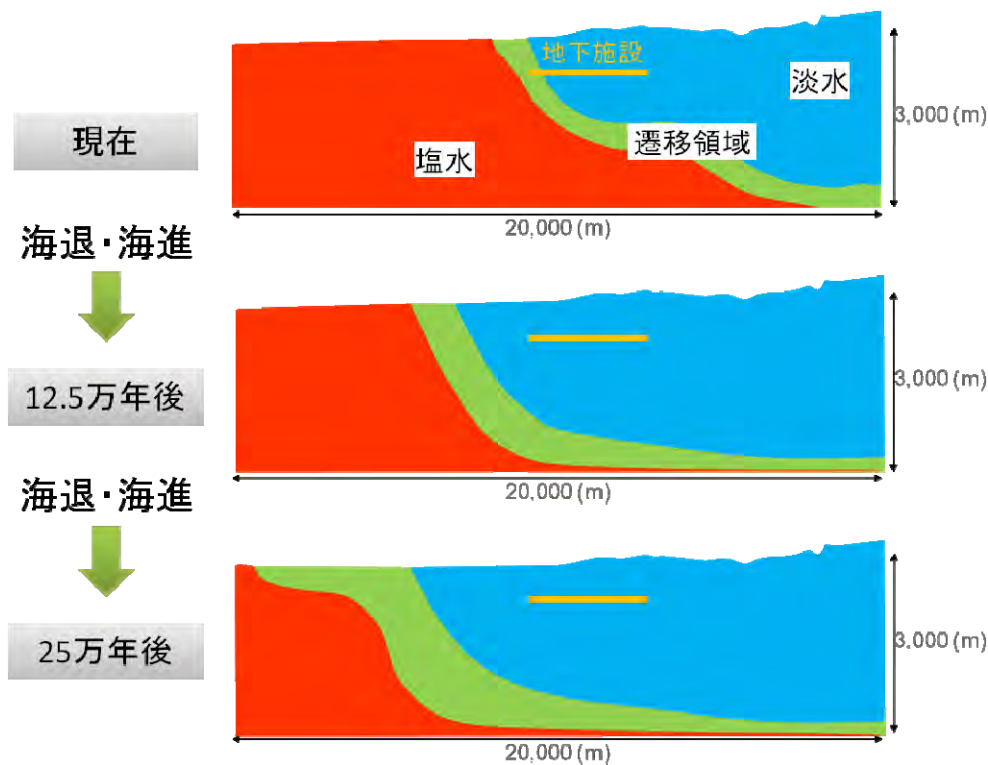 地下施設
淡水
3,000 (m)
現在
遷移領域
塩水
20,000 (m)
海退・海進
12.5万年後
3,000 (m)
20,000 (m)
海退・海進
25万年後
3,000 (m)
20,000 (m)